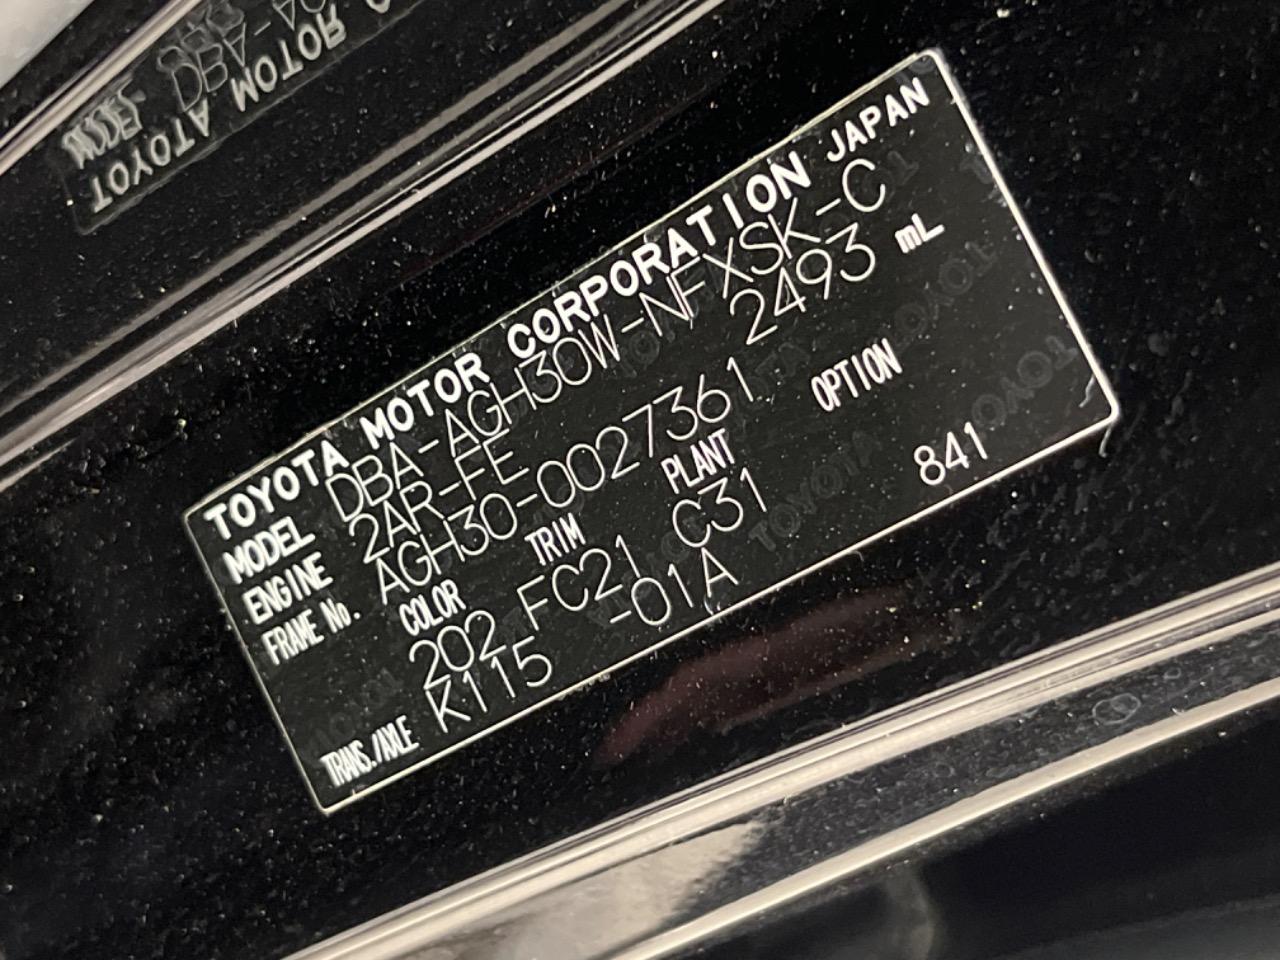 TOYOTA MOTOR CORPORATION JAPAN
MODEL DBA-AGH30W-NFXSK-C
ENGINE 2AR-FE 2493 mL
FRAME No. AGH30-0027361
COLOR TRIM PLANT OPTION
202 FC21 C31 841
TRANS./AXLE K115 -01A